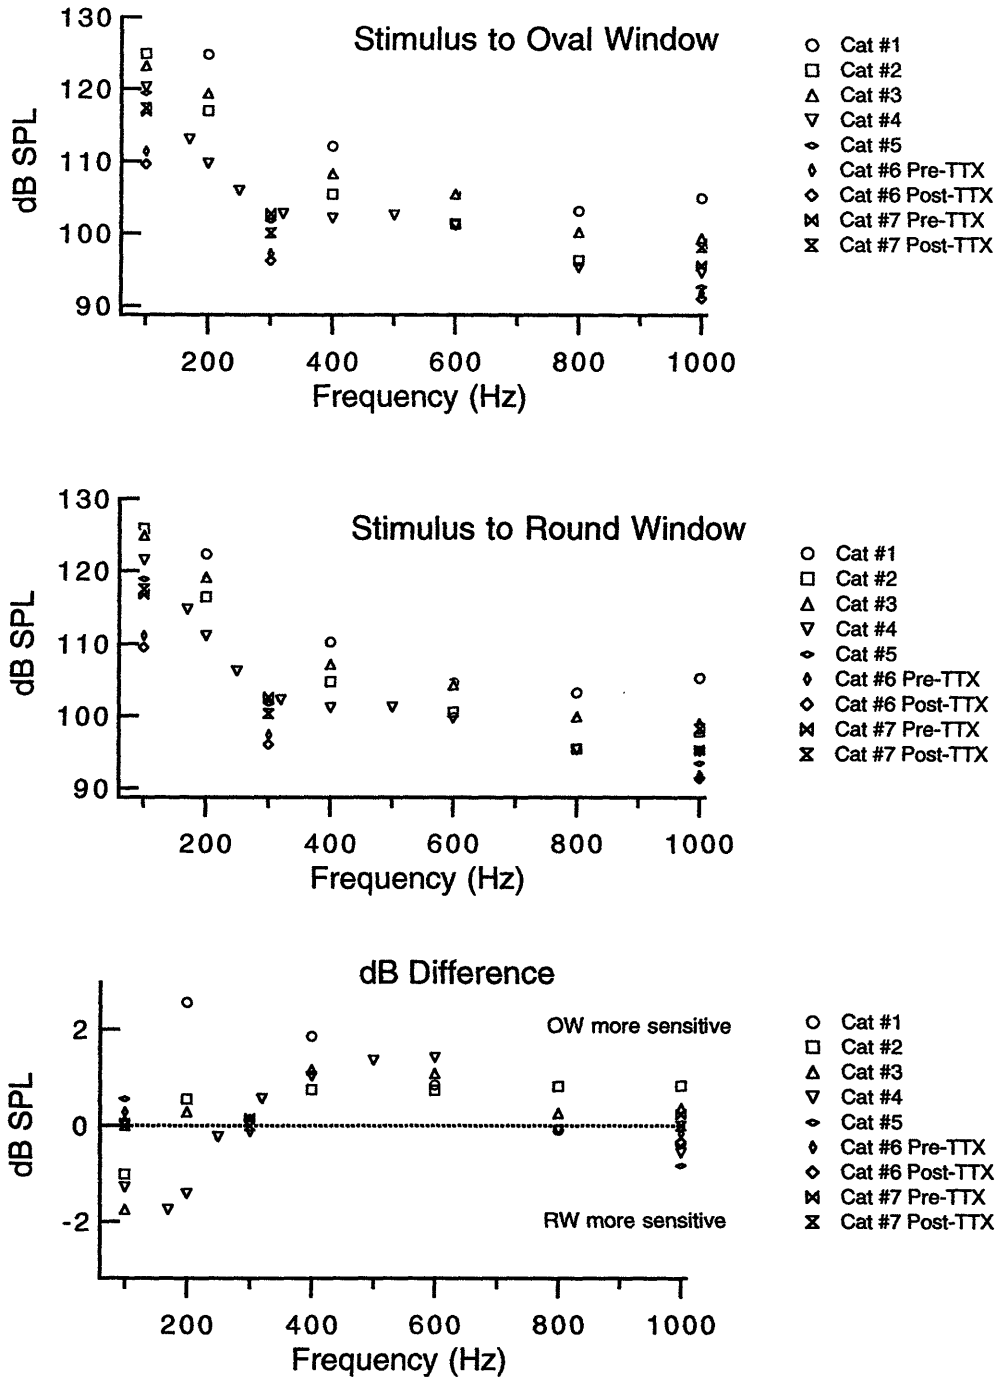 Stimulus to Oval Window
dB SPL
130
120
110
100
90
200 400 600 800 1000
Frequency (Hz)
Cat #1
Cat #2
Cat #3
Cat #4
Cat #5
Cat #6 Pre-TTX
Cat #6 Post-TTX
Cat #7 Pre-TTX
Cat #7 Post-TTX
Stimulus to Round Window
dB SPL
130
120
110
100
90
200 400 600 800 1000
Frequency (Hz)
Cat #1
Cat #2
Cat #3
Cat #4
Cat #5
Cat #6 Pre-TTX
Cat #6 Post-TTX
Cat #7 Pre-TTX
Cat #7 Post-TTX
dB Difference
dB SPL
2
0
-2
OW more sensitive
RW more sensitive
200 400 600 800 1000
Frequency (Hz)
Cat #1
Cat #2
Cat #3
Cat #4
Cat #5
Cat #6 Pre-TTX
Cat #6 Post-TTX
Cat #7 Pre-TTX
Cat #7 Post-TTX